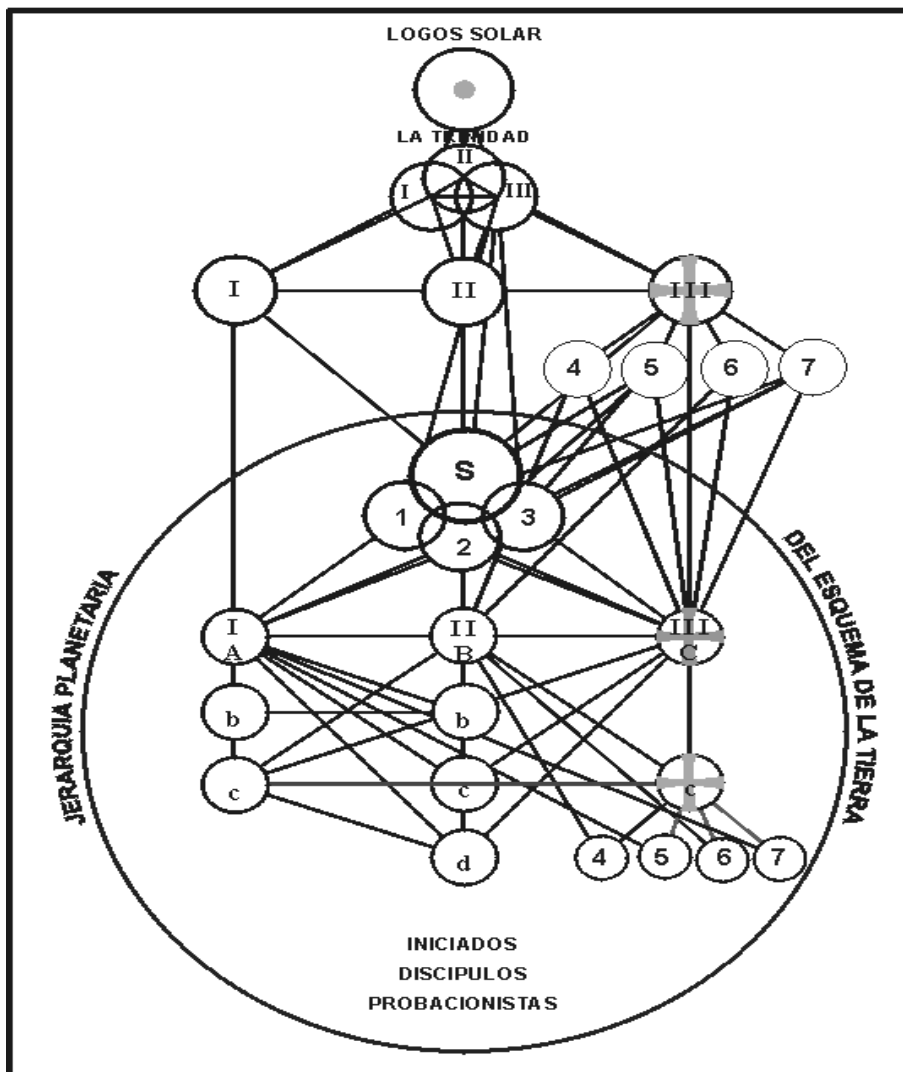 LOGOS SOLAR
LA TRINIDAD
II
I III
I II III
4 5 6 7
S
1 3
2
JERARQUIA PLANETARIA
DEL ESQUEMA DE LA TIERRA
I II III
A B C
b b
c c c
4 5 6 7
d
INICIADOS
DISCIPULOS
PROBACIONISTAS